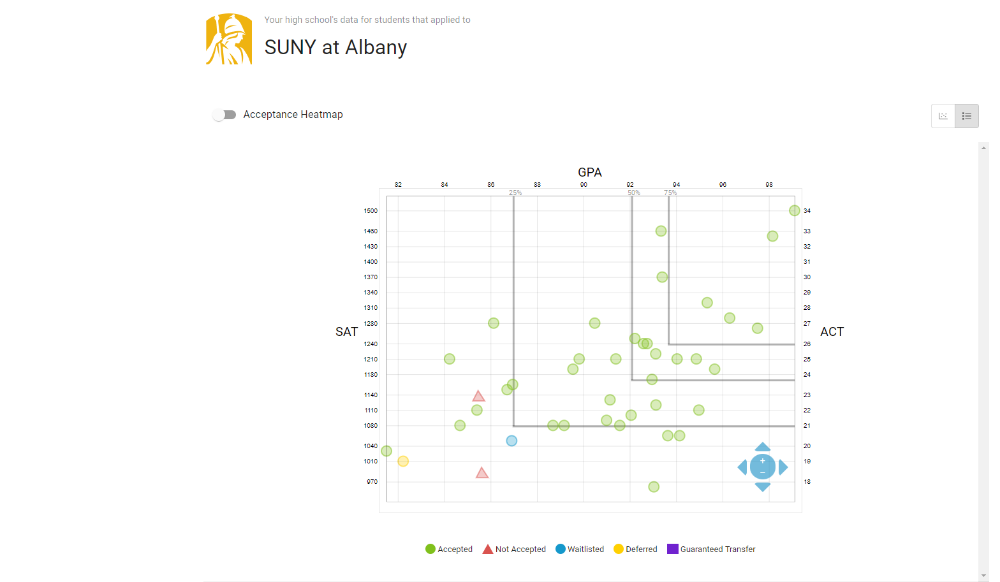 Your high school's data for students that applied to
SUNY at Albany
Acceptance Heatmap
GPA
82 84 86 88 90 92 94 96 98
25% 50% 75%
1500 34
1460 33
1430 32
1400 31
1370 30
1340 29
1310 28
1280 27
SAT ACT
1240 26
1210 25
1180 24
1140 23
1110 22
1080 21
1040 20
1010 19
970 18
+
−
Accepted Not Accepted Waitlisted Deferred Guaranteed Transfer